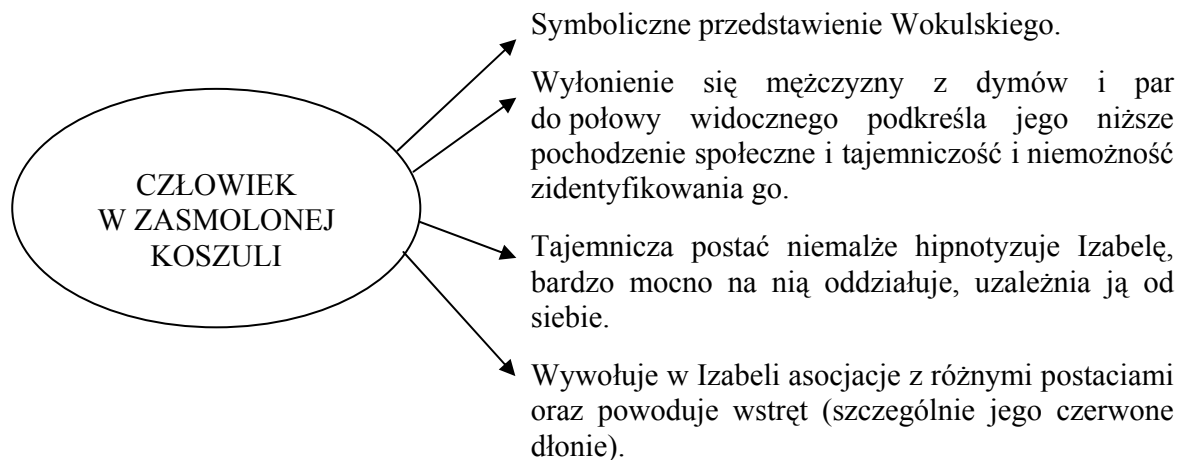 CZŁOWIEK
W ZASMOLONEJ
KOSZULI
Symboliczne przedstawienie Wokulskiego.
Wyłonienie się mężczyzny z dymów i par
do połowy widocznego podkreśla jego niższe
pochodzenie społeczne i tajemniczość i niemożność
zidentyfikowania go.
Tajemnicza postać niemalże hipnotyzuje Izabelę,
bardzo mocno na nią oddziałuje, uzależnia ją od
siebie.
Wywołuje w Izabeli asocjacje z różnymi postaciami
oraz powoduje wstręt (szczególnie jego czerwone
dłonie).